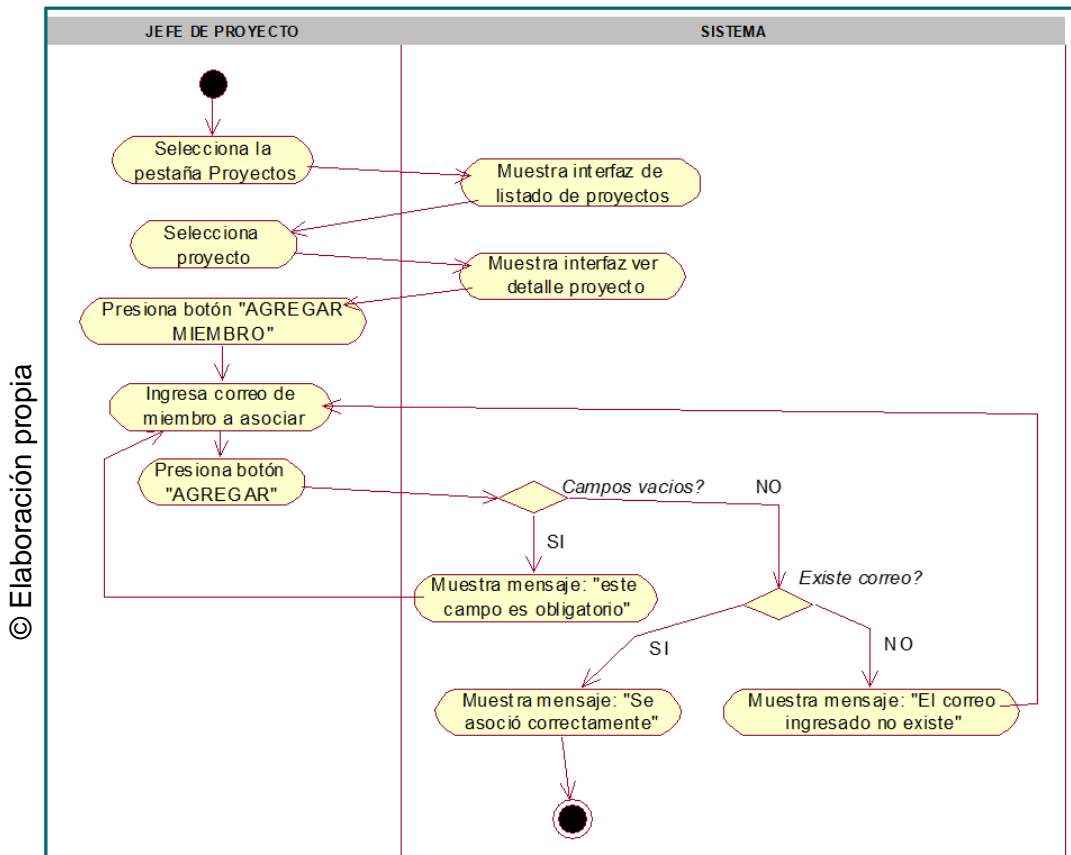 JEFE DE PROYECTO
SISTEMA
Selecciona la
pestaña Proyectos
Muestra interfaz de
listado de proyectos
Selecciona
proyecto
Muestra interfaz ver
detalle proyecto
Presiona botón "AGREGAR
MIEMBRO"
Ingresa correo de
miembro a asociar
Presiona botón
"AGREGAR"
Campos vacios?
NO
SI
Muestra mensaje: "este
campo es obligatorio"
Existe correo?
SI
NO
Muestra mensaje: "Se
asoció correctamente"
Muestra mensaje: "El correo
ingresado no existe"
© Elaboración propia